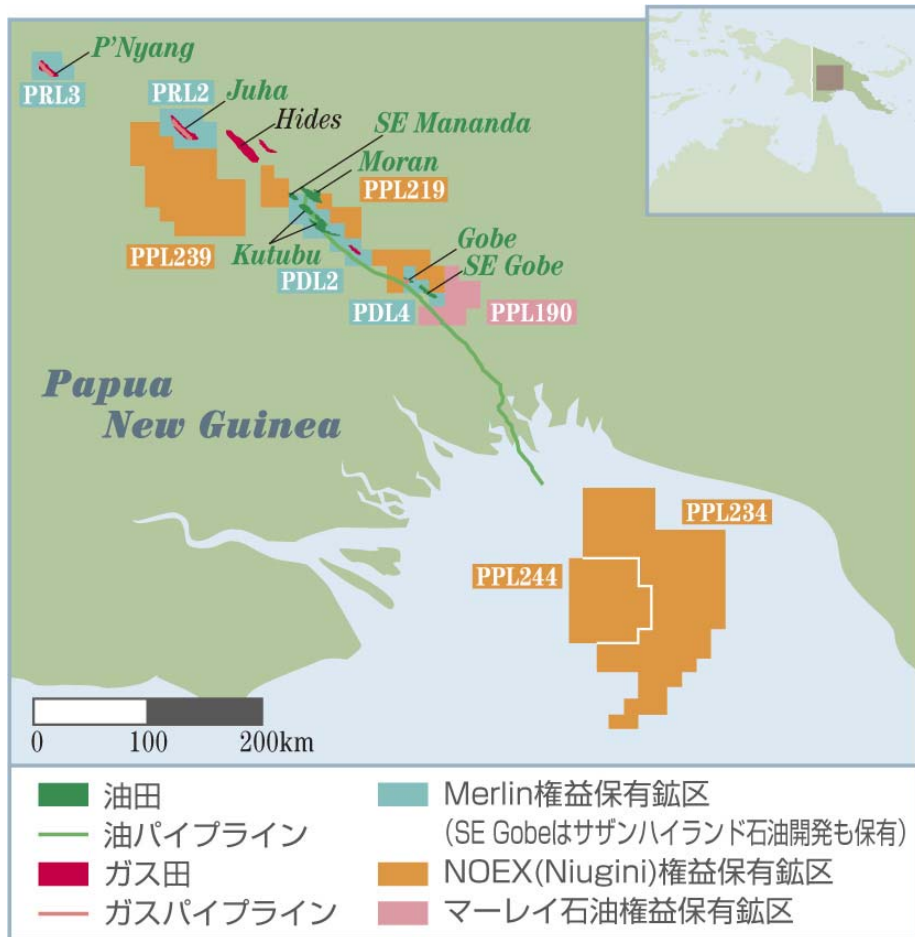 P'Nyang
PRL3
PRL2
Juha
Hides
SE Mananda
Moran
PPL219
PPL239
Kutubu
PDL2
Gobe
SE Gobe
PDL4
PPL190
Papua
New Guinea
PPL234
PPL244
0 100 200km
油田
油パイプライン
ガス田
ガスパイプライン
Merlin権益保有鉱区
(SE Gobeはサザンハイランド石油開発も保有)
NOEX(Niugini)権益保有鉱区
マーレイ石油権益保有鉱区